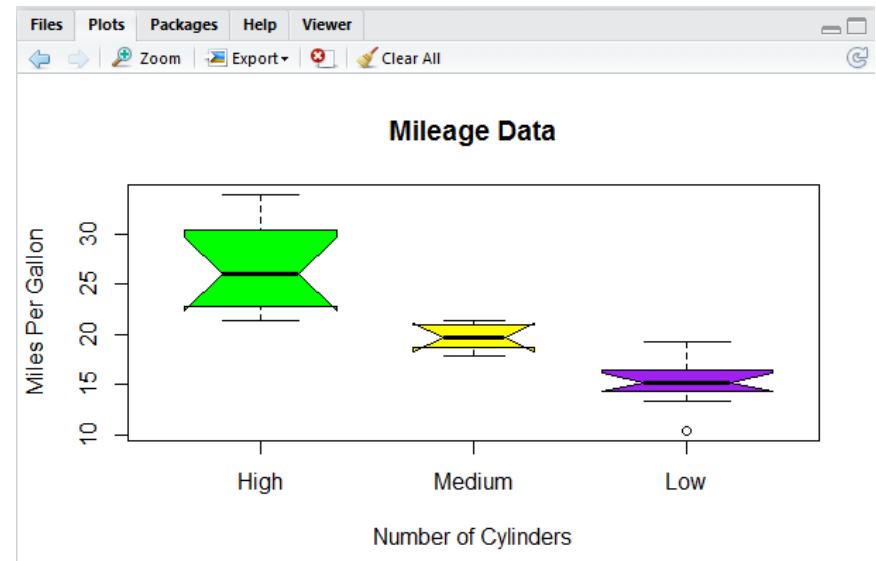 Files Plots Packages Help Viewer
Zoom Export Clear All
Mileage Data
Miles Per Gallon
30
25
20
15
10
High Medium Low
Number of Cylinders